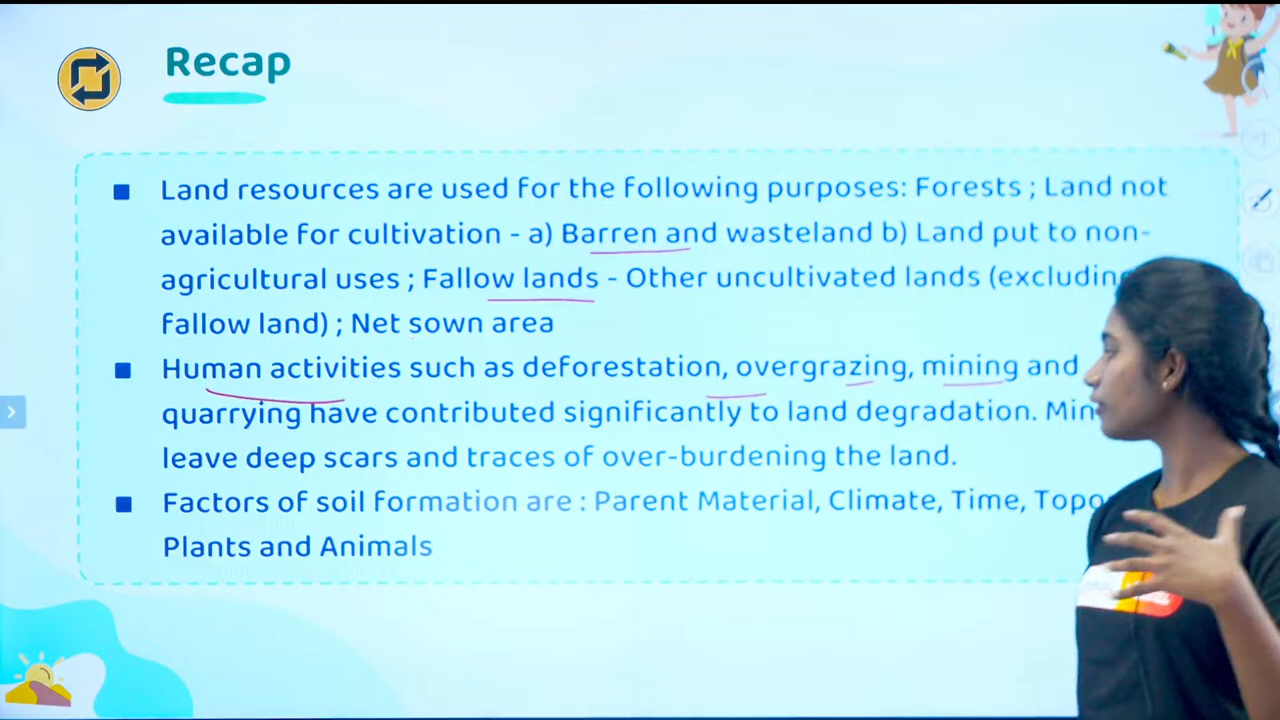 Recap
Land resources are used for the following purposes: Forests ; Land not
available for cultivation - a) Barren and wasteland b) Land put to non-
agricultural uses ; Fallow lands - Other uncultivated lands (excluding
fallow land) ; Net sown area
Human activities such as deforestation, overgrazing, mining and
quarrying have contributed significantly to land degradation.
leave deep scars and traces of over-burdening the land.
Factors of soil formation are : Parent Material, Climate, Time,
Plants and Animals